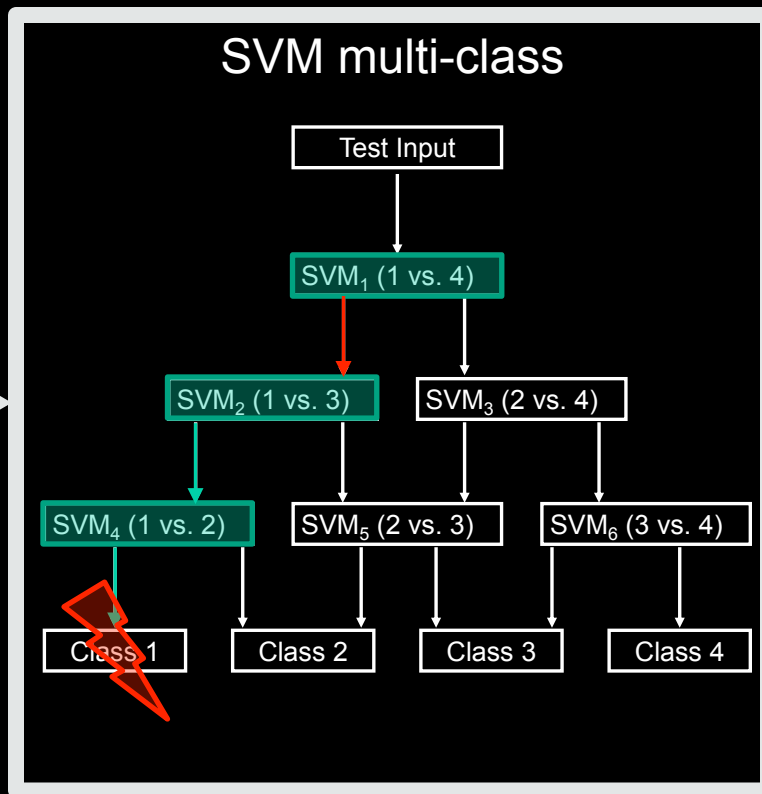 SVM multi-class
Test Input
SVM₁ (1 vs. 4)
SVM₂ (1 vs. 3)
SVM₃ (2 vs. 4)
SVM₄ (1 vs. 2)
SVM₅ (2 vs. 3)
SVM₆ (3 vs. 4)
Class 1
Class 2
Class 3
Class 4